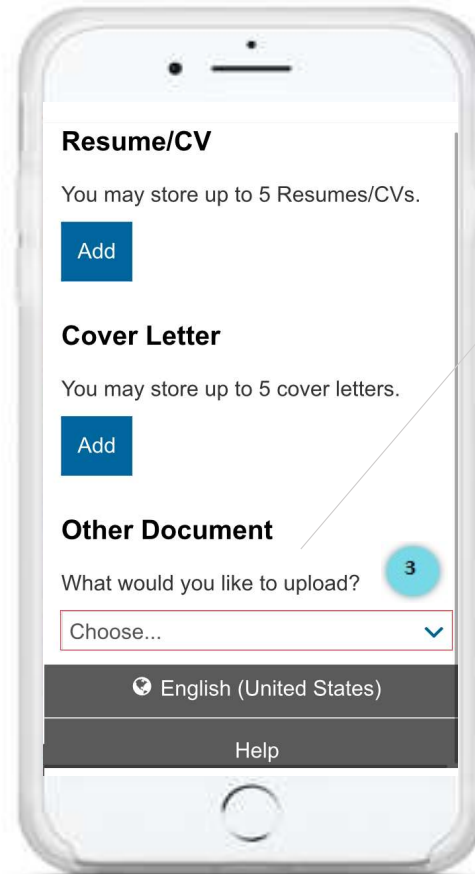 Resume/CV
You may store up to 5 Resumes/CVs.
Add
Cover Letter
You may store up to 5 cover letters.
Add
Other Document
What would you like to upload?
3
Choose...
English (United States)
Help